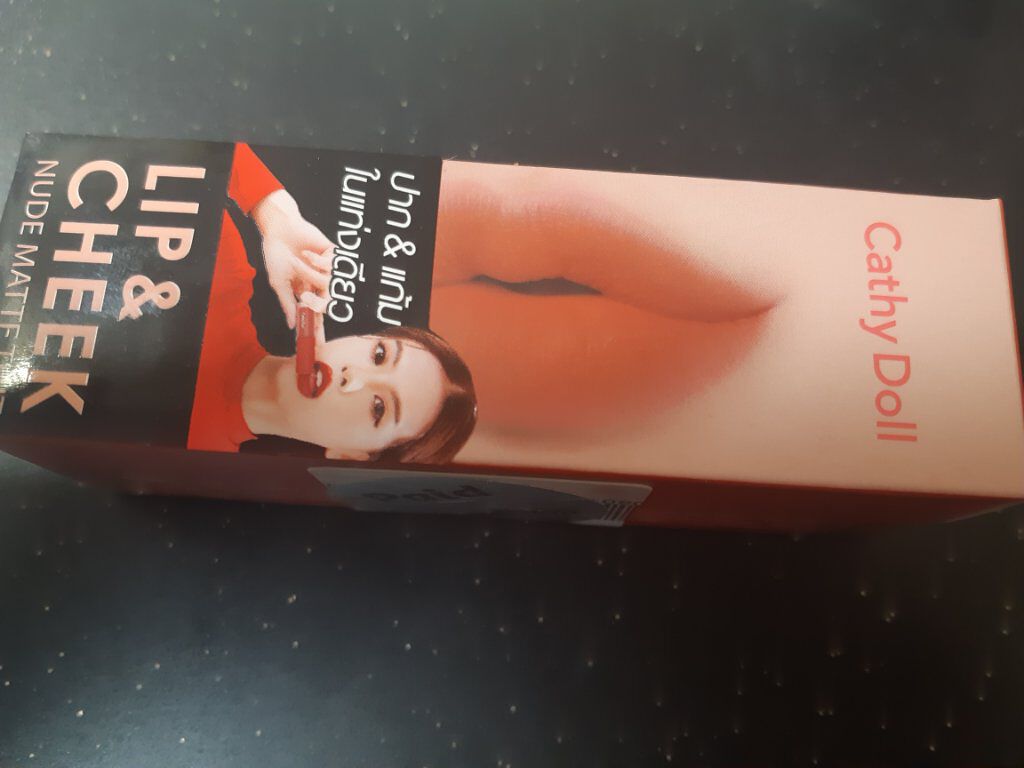 Cathy Doll
ปาก & แก้ม
ในแท่งเดียว
LIP &
CHEEK
NUDE MATTE
Paid